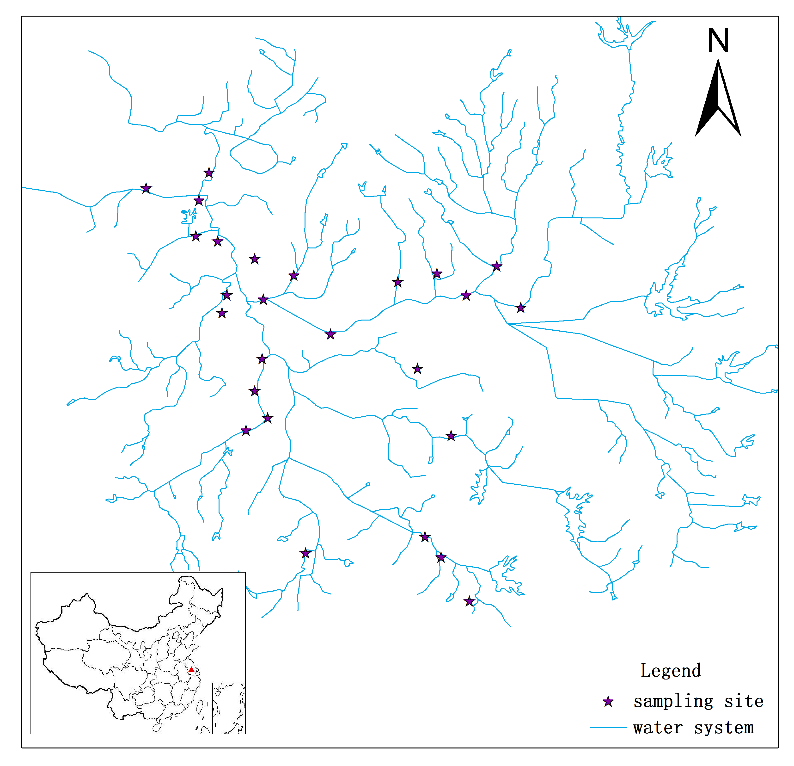 N
Legend
sampling site
water system